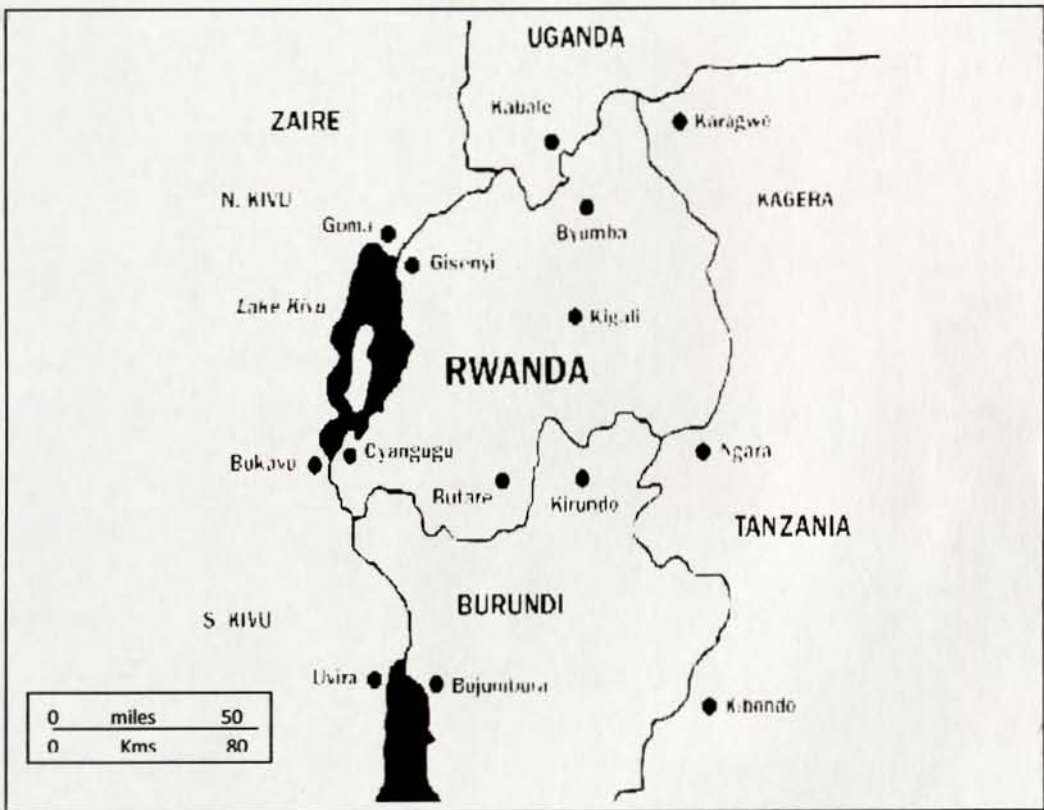 UGANDA
Kabale
ZAIRE
Karagwe
N. KIVU
KAGERA
Goma
Byumba
Gisenyi
Lake Kivu
Kigali
RWANDA
Cyangugu
Bukavu
Ngara
Butare
Kirundo
TANZANIA
BURUNDI
S. KIVU
Uvira
Bujumbura
Kibondo
0 miles 50
0 Kms 80